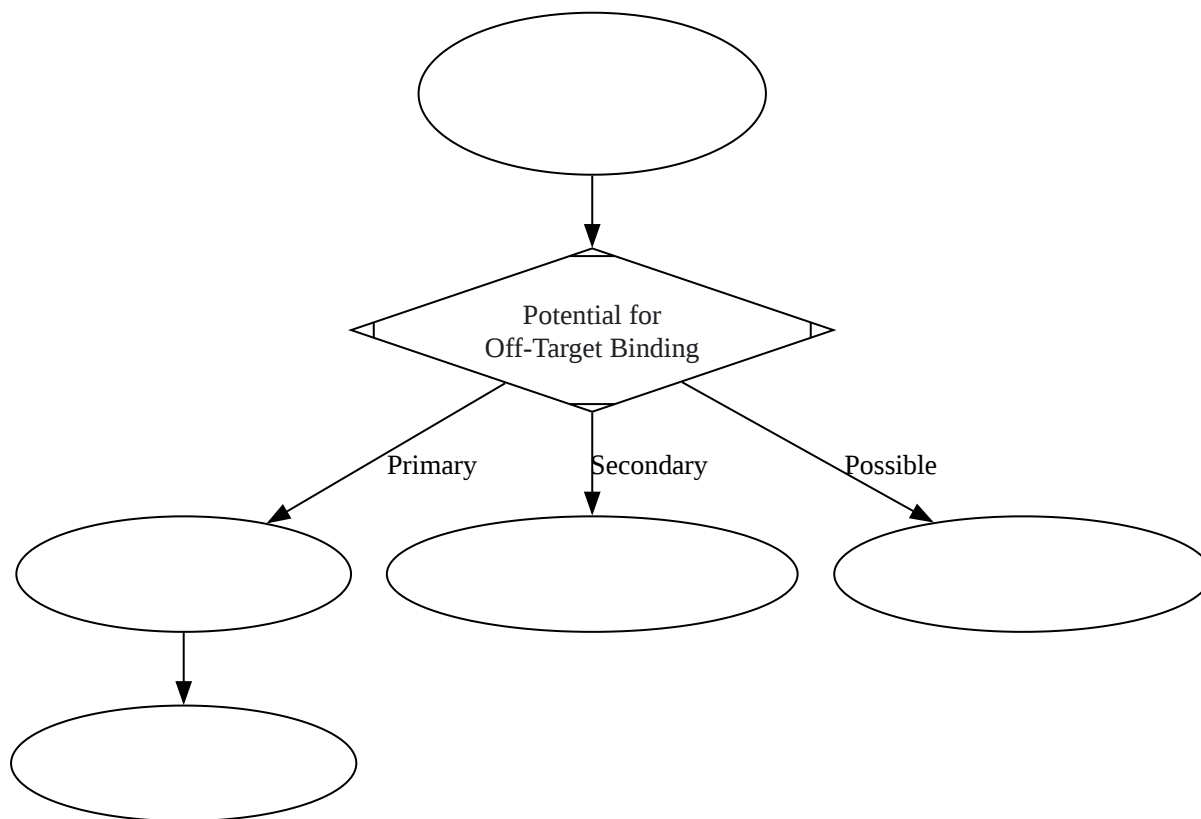 Potential for
Off-Target Binding
Primary
Secondary
Possible